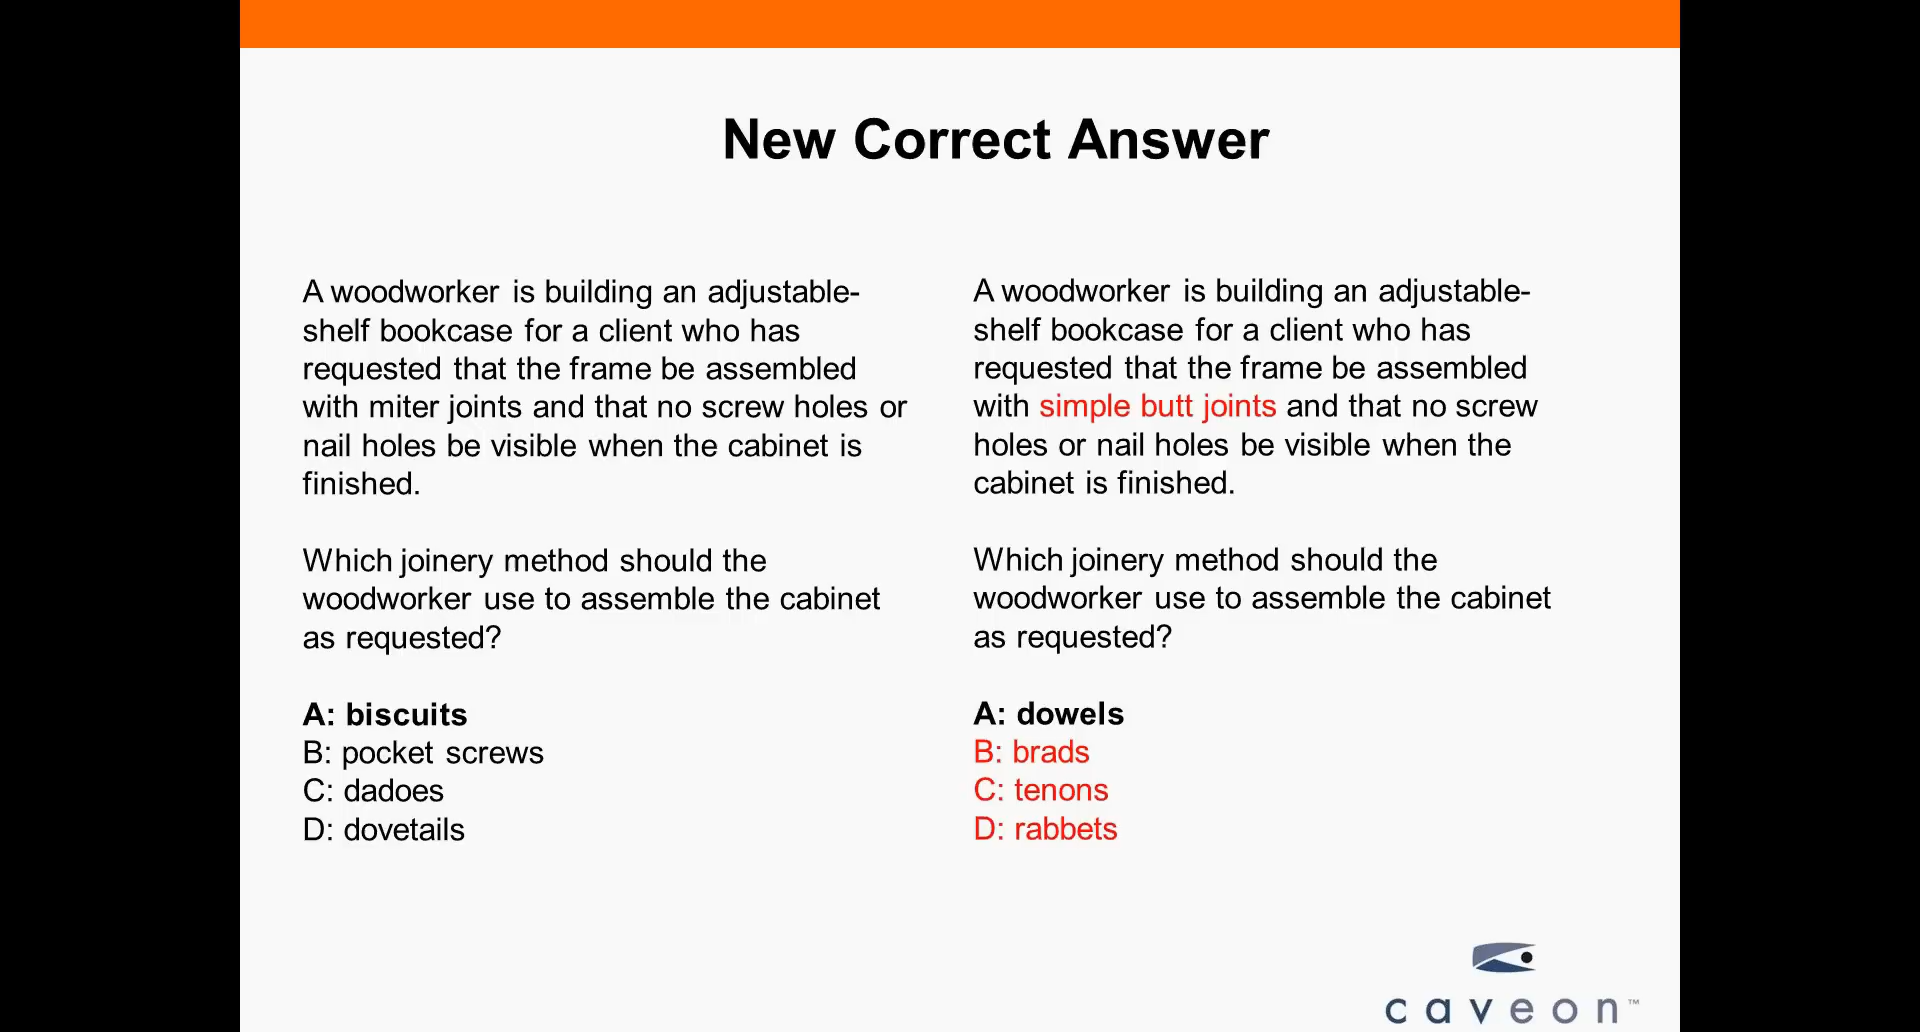 New Correct Answer
A woodworker is building an adjustable-
shelf bookcase for a client who has
requested that the frame be assembled
with miter joints and that no screw holes or
nail holes be visible when the cabinet is
finished.
Which joinery method should the
woodworker use to assemble the cabinet
as requested?
A: biscuits
B: pocket screws
C: dadoes
D: dovetails
A woodworker is building an adjustable-
shelf bookcase for a client who has
requested that the frame be assembled
with simple butt joints and that no screw
holes or nail holes be visible when the
cabinet is finished.
Which joinery method should the
woodworker use to assemble the cabinet
as requested?
A: dowels
B: brads
C: tenons
D: rabbets
caveon™